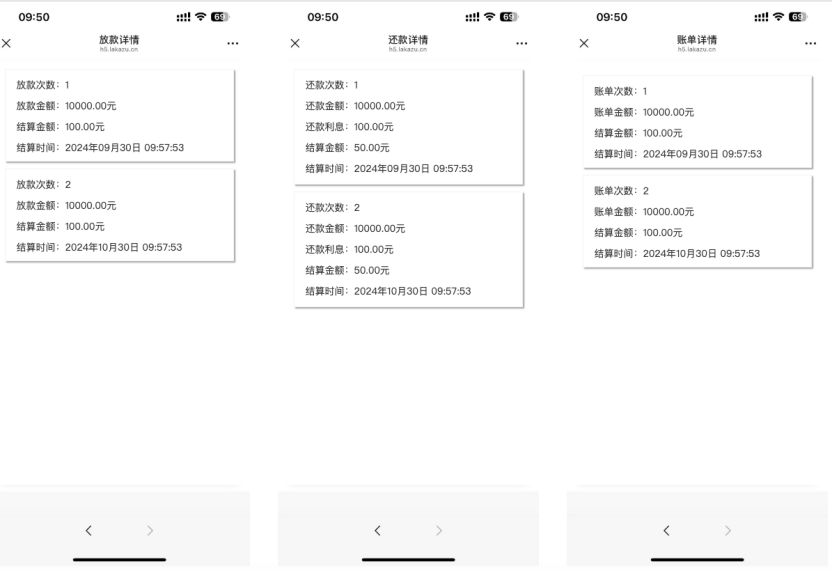 09:50
69
放款详情
h5.lakazu.cn
放款次数：1
放款金额：10000.00元
结算金额：100.00元
结算时间：2024年09月30日 09:57:53
放款次数：2
放款金额：10000.00元
结算金额：100.00元
结算时间：2024年10月30日 09:57:53
09:50
69
还款详情
h5.lakazu.cn
还款次数：1
还款金额：10000.00元
还款利息：100.00元
结算金额：50.00元
结算时间：2024年09月30日 09:57:53
还款次数：2
还款金额：10000.00元
还款利息：100.00元
结算金额：50.00元
结算时间：2024年10月30日 09:57:53
09:50
69
账单详情
h5.lakazu.cn
账单次数：1
账单金额：10000.00元
结算金额：100.00元
结算时间：2024年09月30日 09:57:53
账单次数：2
账单金额：10000.00元
结算金额：100.00元
结算时间：2024年10月30日 09:57:53